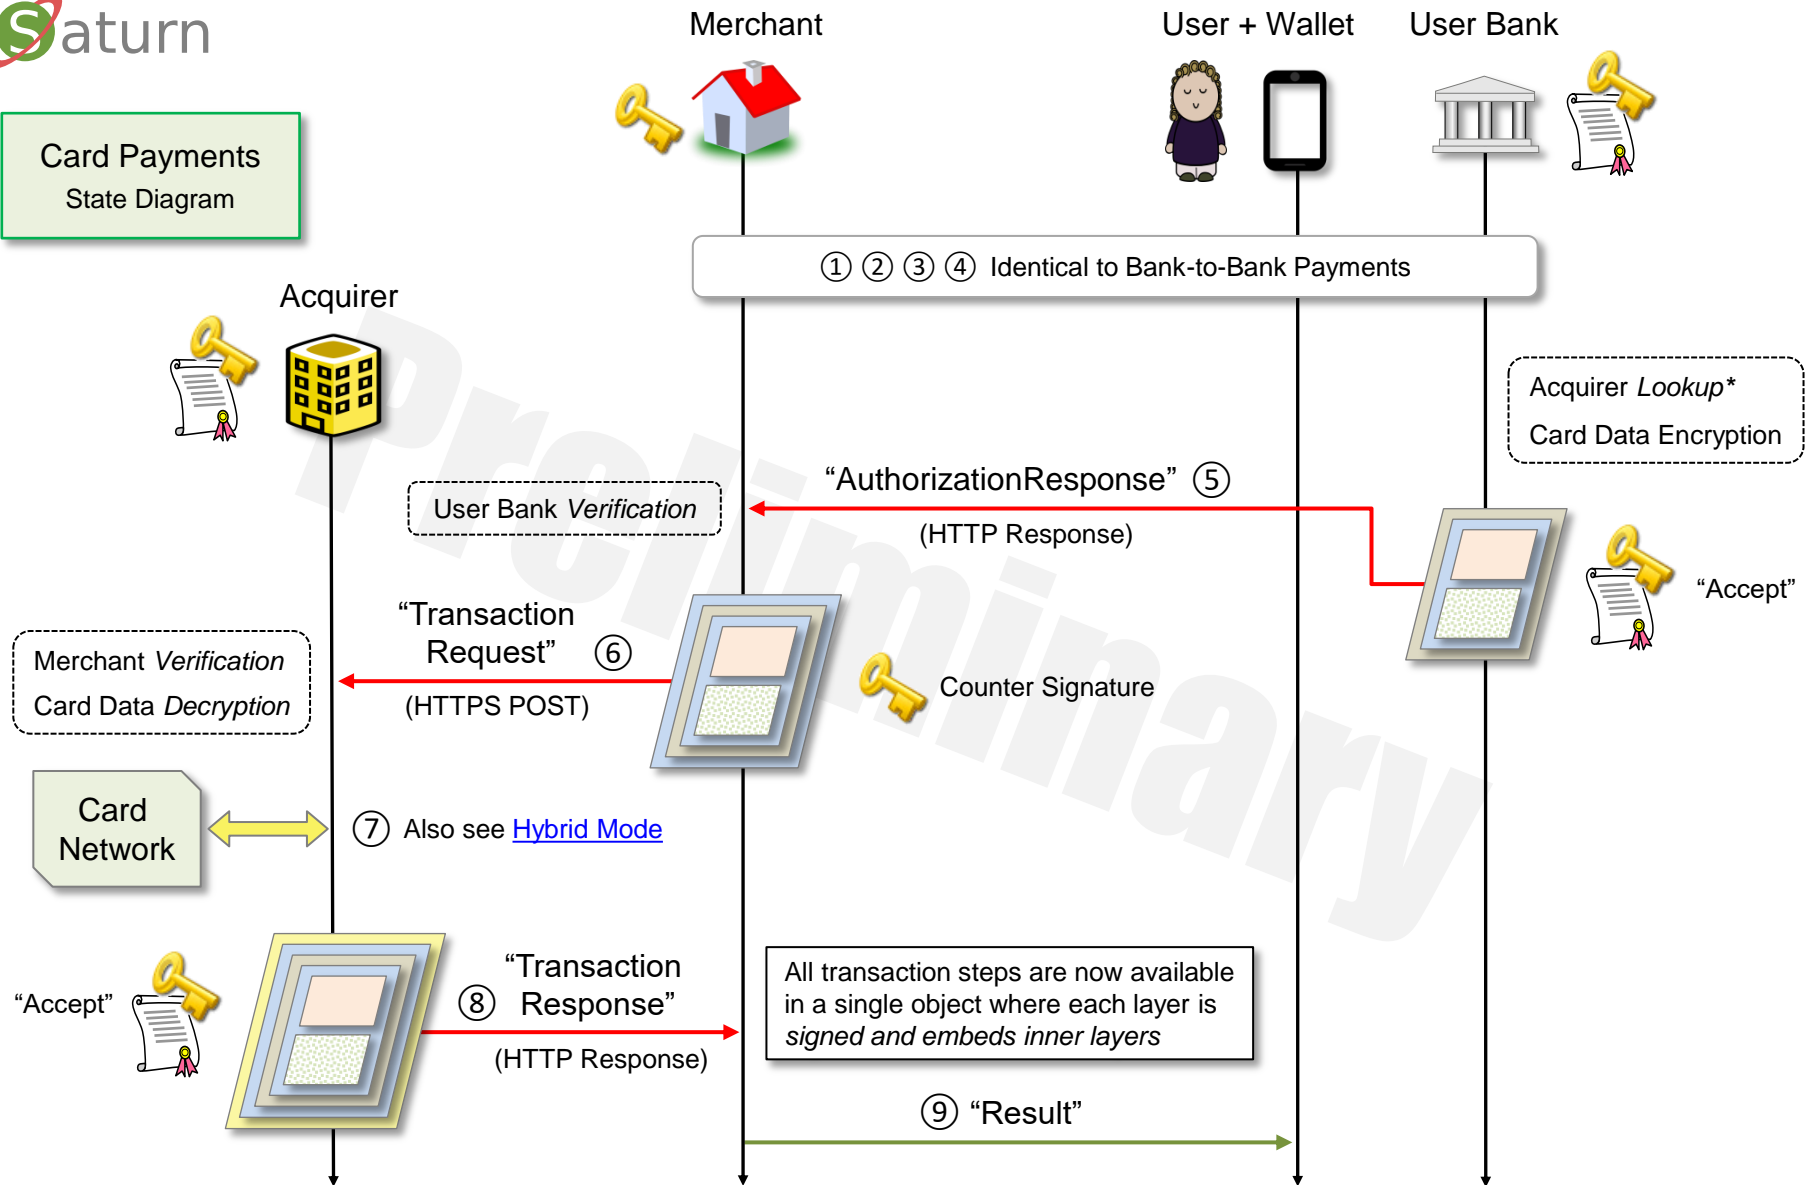 Saturn
Merchant
User + Wallet
User Bank
Card Payments
State Diagram
① ② ③ ④ Identical to Bank-to-Bank Payments
Acquirer
Acquirer Lookup*
Card Data Encryption
“AuthorizationResponse” ⑤
(HTTP Response)
User Bank Verification
“Accept”
“Transaction
Request” ⑥
(HTTPS POST)
Merchant Verification
Card Data Decryption
Counter Signature
Card
Network
⑦ Also see Hybrid Mode
“Accept”
“Transaction
⑧ Response”
(HTTP Response)
All transaction steps are now available
in a single object where each layer is
signed and embeds inner layers
⑨ “Result”
Preliminary